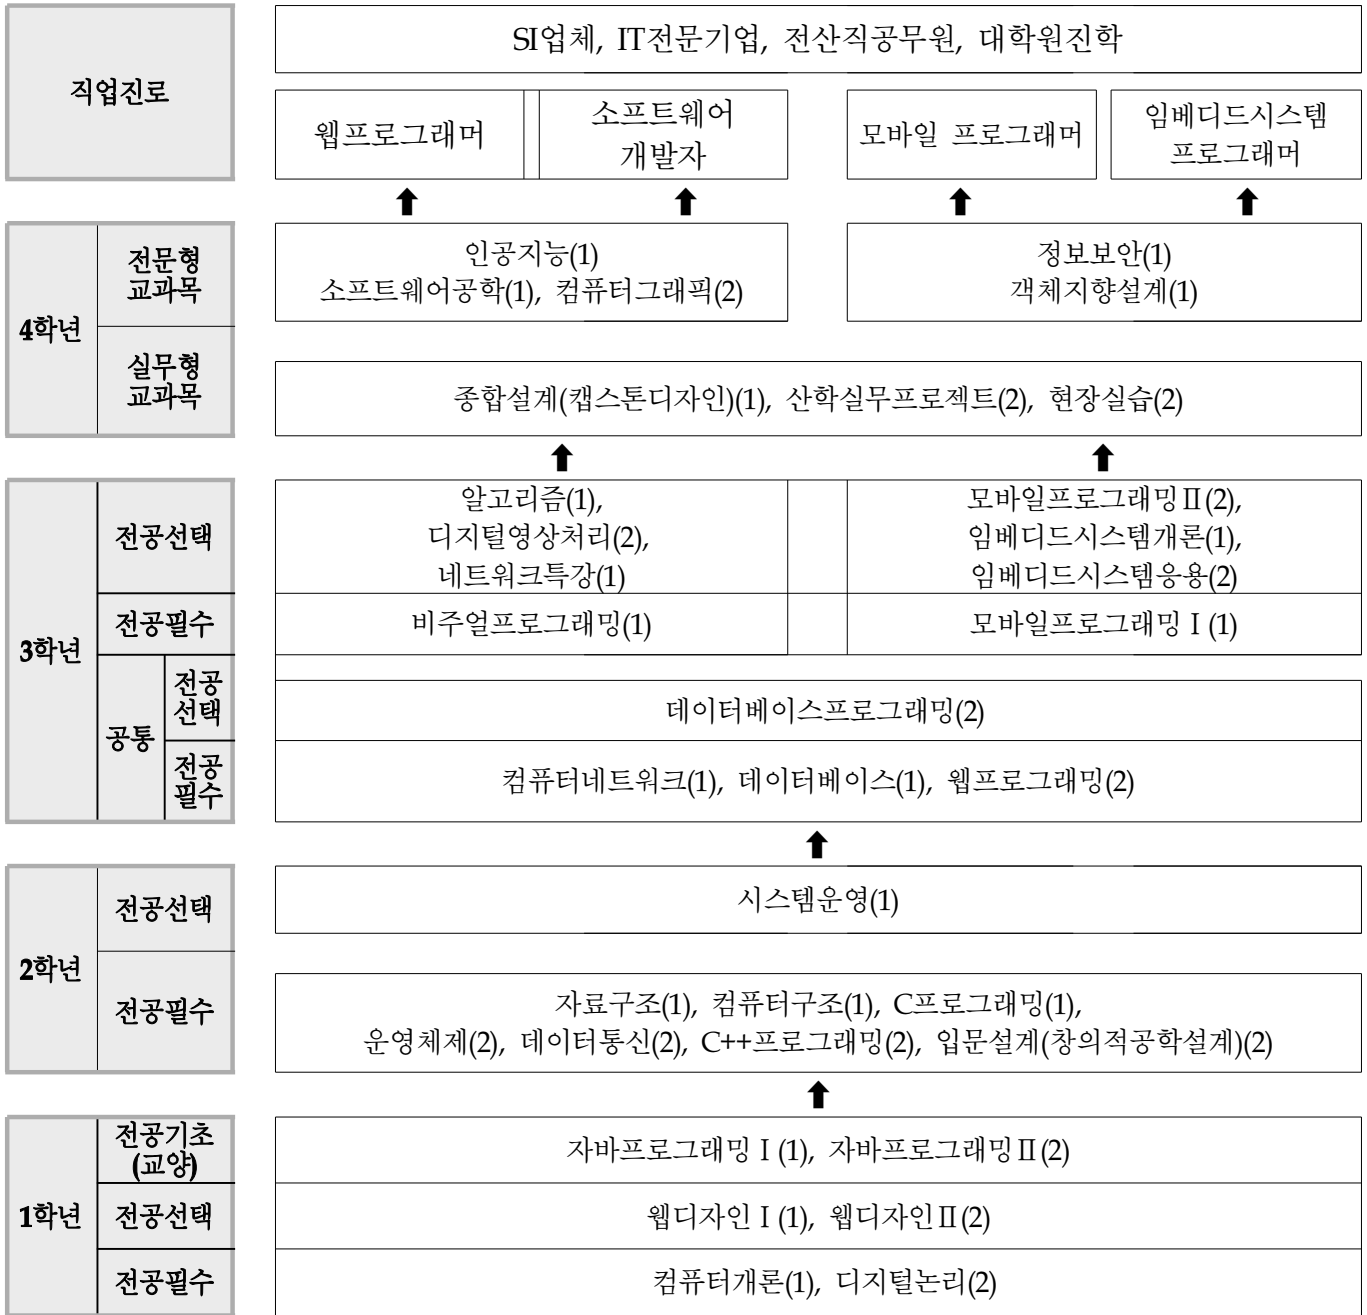 직업진로
SI업체, IT전문기업, 전산직공무원, 대학원진학
웹프로그래머
소프트웨어
개발자
모바일 프로그래머
임베디드시스템
프로그래머
4학년
전문형
교과목
인공지능(1)
소프트웨어공학(1), 컴퓨터그래픽(2)
정보보안(1)
객체지향설계(1)
실무형
교과목
종합설계(캡스톤디자인)(1), 산학실무프로젝트(2), 현장실습(2)
3학년
전공선택
알고리즘(1),
디지털영상처리(2),
네트워크특강(1)
모바일프로그래밍Ⅱ(2),
임베디드시스템개론(1),
임베디드시스템응용(2)
전공필수
비주얼프로그래밍(1)
모바일프로그래밍Ⅰ(1)
공통
전공
선택
데이터베이스프로그래밍(2)
전공
필수
컴퓨터네트워크(1), 데이터베이스(1), 웹프로그래밍(2)
2학년
전공선택
시스템운영(1)
전공필수
자료구조(1), 컴퓨터구조(1), C프로그래밍(1),
운영체제(2), 데이터통신(2), C++프로그래밍(2), 입문설계(창의적공학설계)(2)
1학년
전공기초
(교양)
자바프로그래밍Ⅰ(1), 자바프로그래밍Ⅱ(2)
전공선택
웹디자인Ⅰ(1), 웹디자인Ⅱ(2)
전공필수
컴퓨터개론(1), 디지털논리(2)